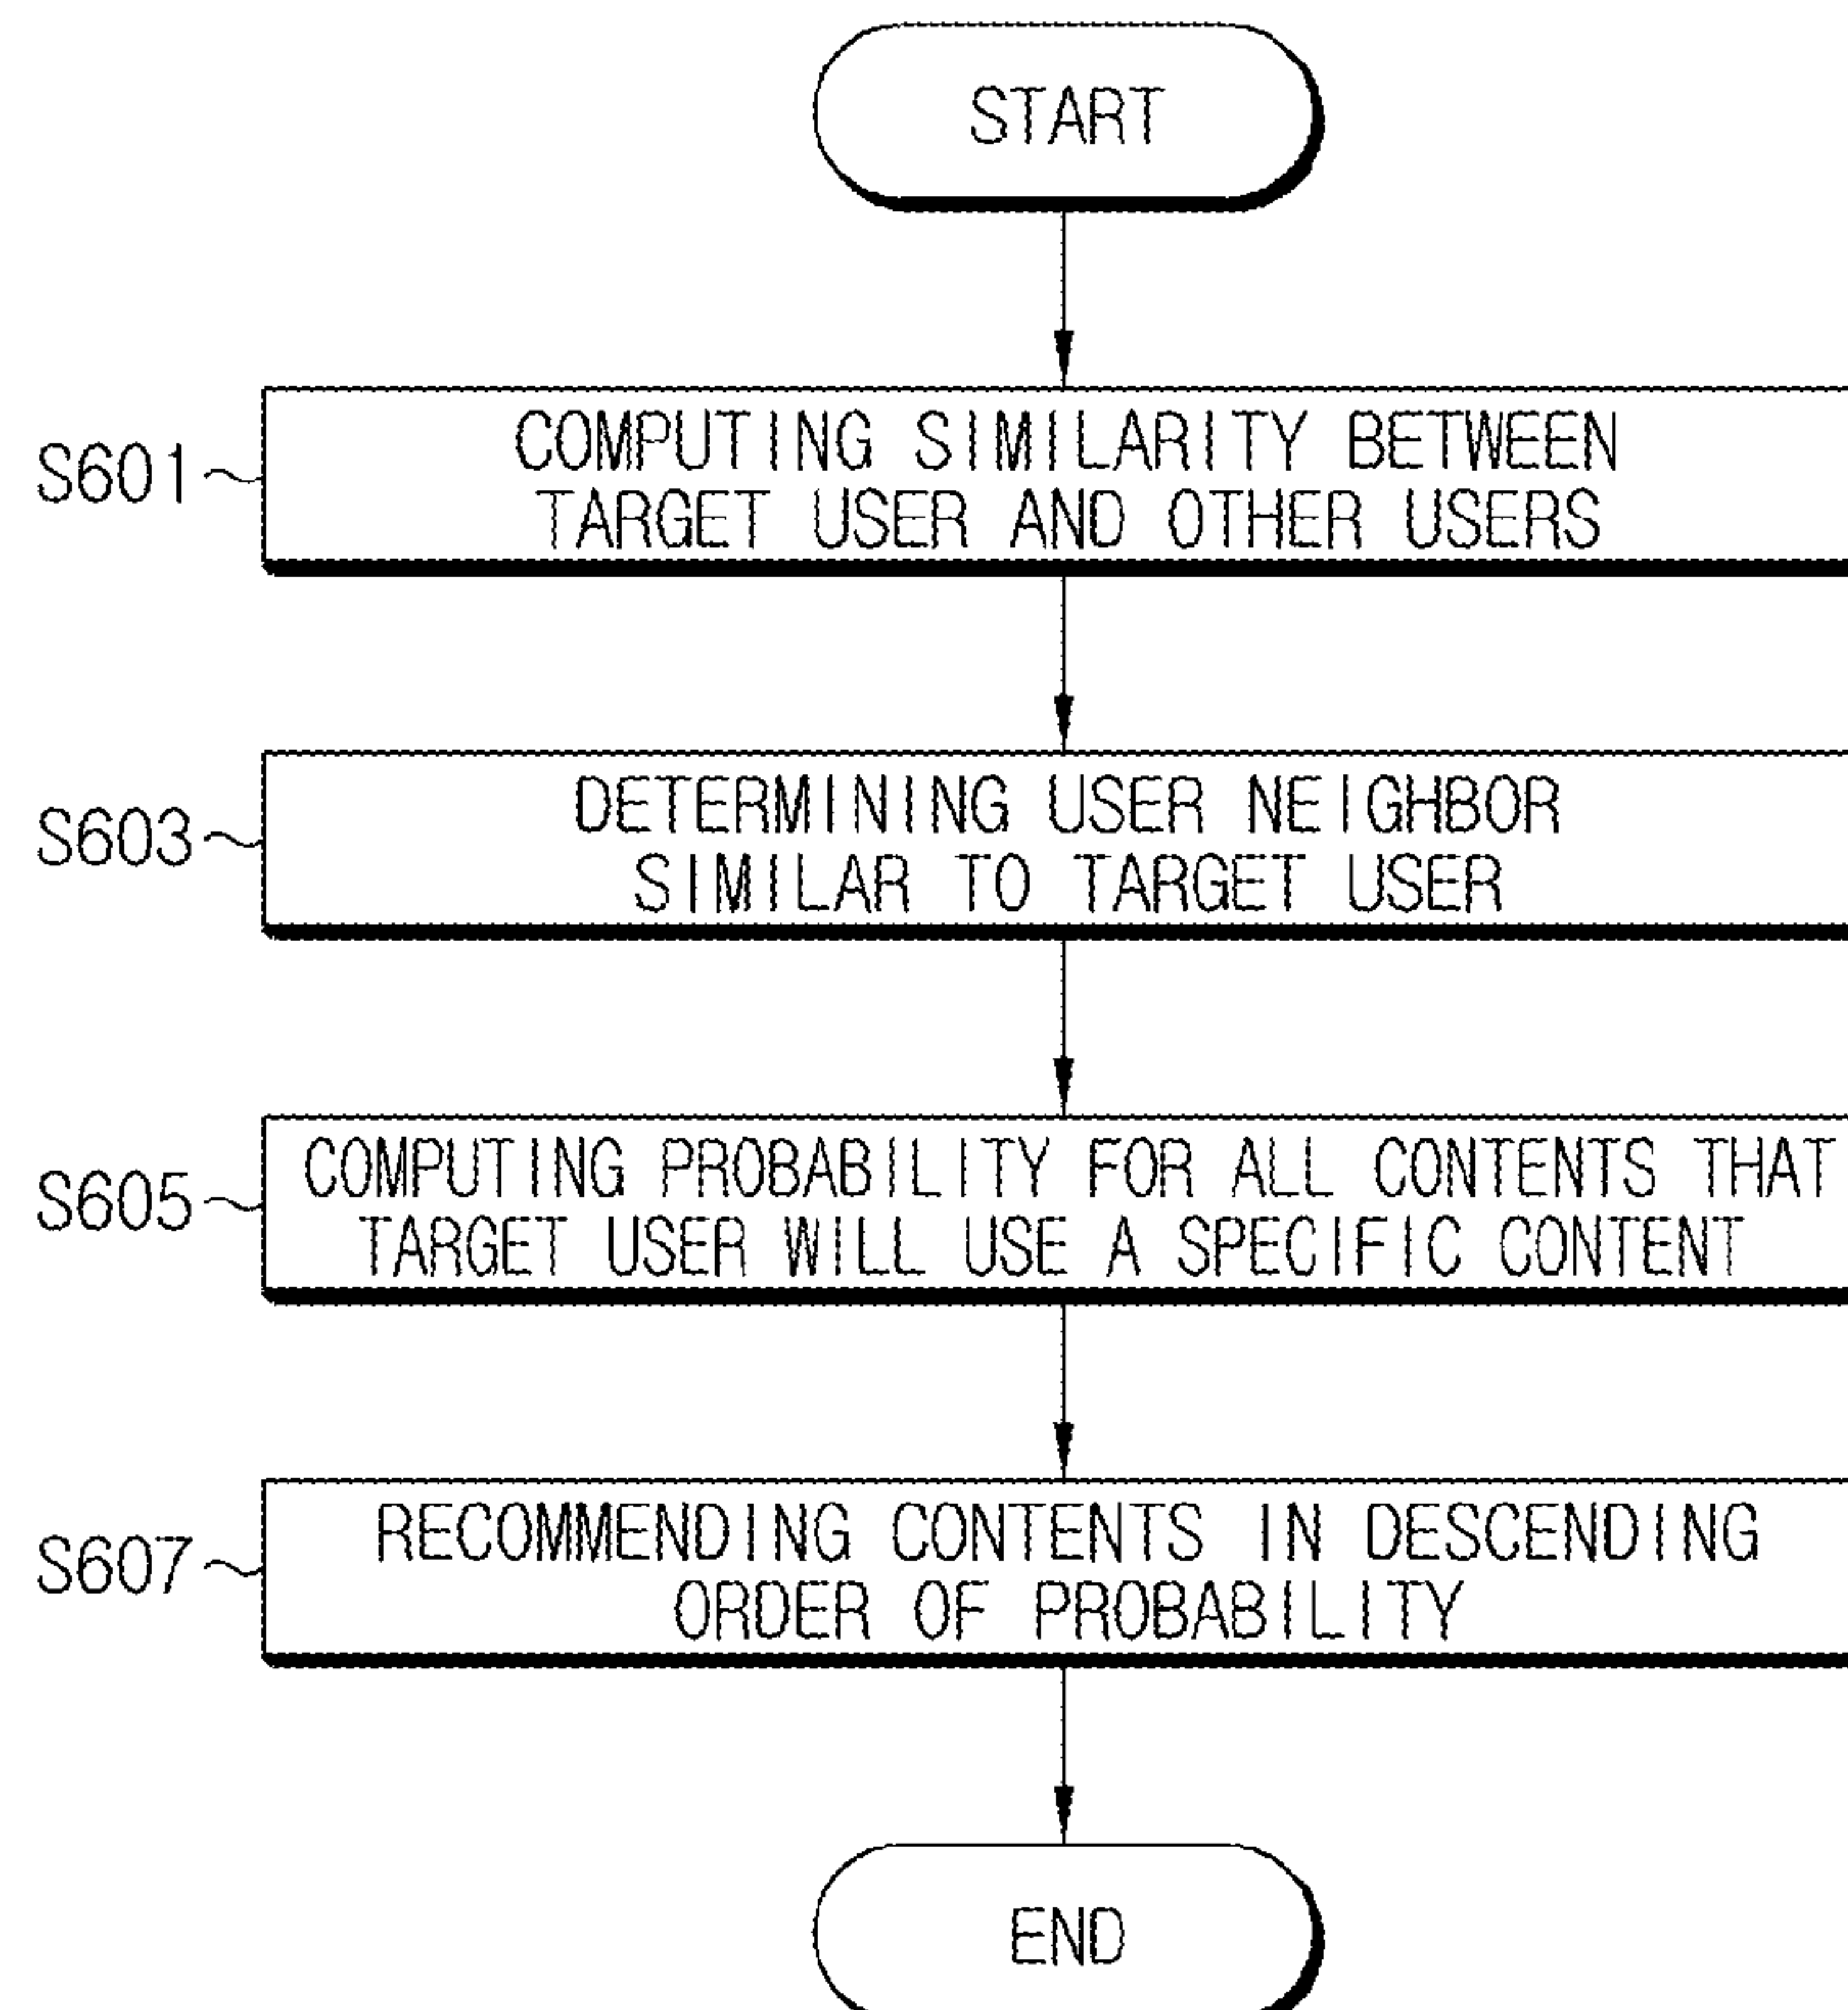 START
S601
COMPUTING SIMILARITY BETWEEN
TARGET USER AND OTHER USERS
S603
DETERMINING USER NEIGHBOR
SIMILAR TO TARGET USER
S605
COMPUTING PROBABILITY FOR ALL CONTENTS THAT
TARGET USER WILL USE A SPECIFIC CONTENT
S607
RECOMMENDING CONTENTS IN DESCENDING
ORDER OF PROBABILITY
END